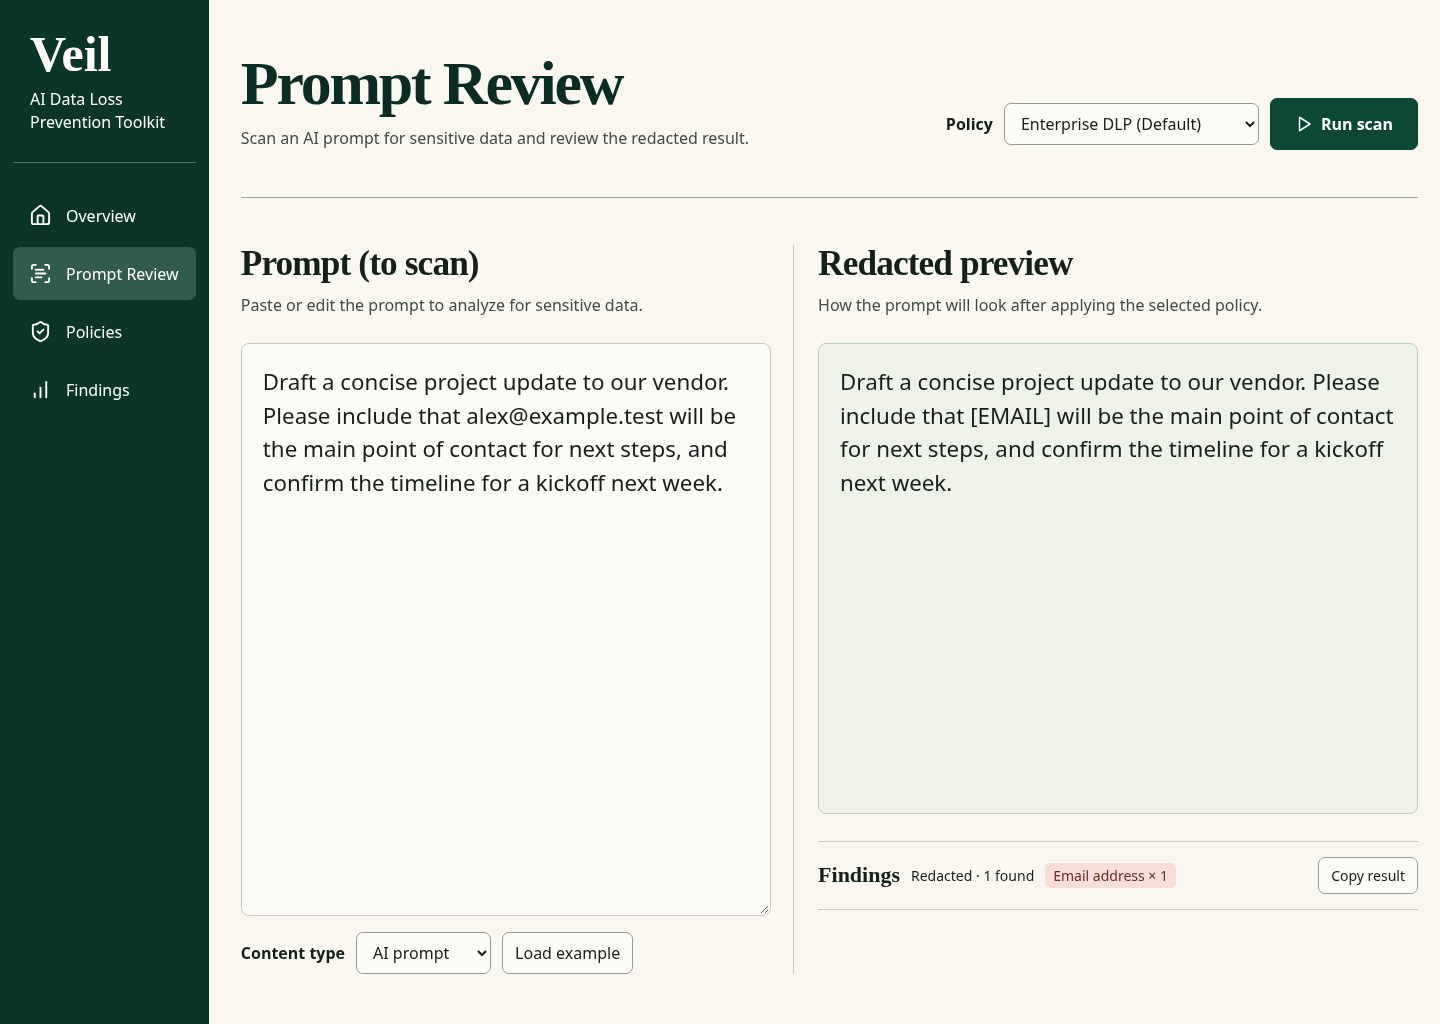 Veil
AI Data Loss
Prevention Toolkit
Overview
Prompt Review
Policies
Findings
Prompt Review
Scan an AI prompt for sensitive data and review the redacted result.
Policy
Enterprise DLP (Default)
Run scan
Prompt (to scan)
Paste or edit the prompt to analyze for sensitive data.
Draft a concise project update to our vendor.
Please include that alex@example.test will be
the main point of contact for next steps, and
confirm the timeline for a kickoff next week.
Content type
AI prompt
Load example
Redacted preview
How the prompt will look after applying the selected policy.
Draft a concise project update to our vendor. Please
include that [EMAIL] will be the main point of contact
for next steps, and confirm the timeline for a kickoff
next week.
Findings
Redacted · 1 found
Email address × 1
Copy result